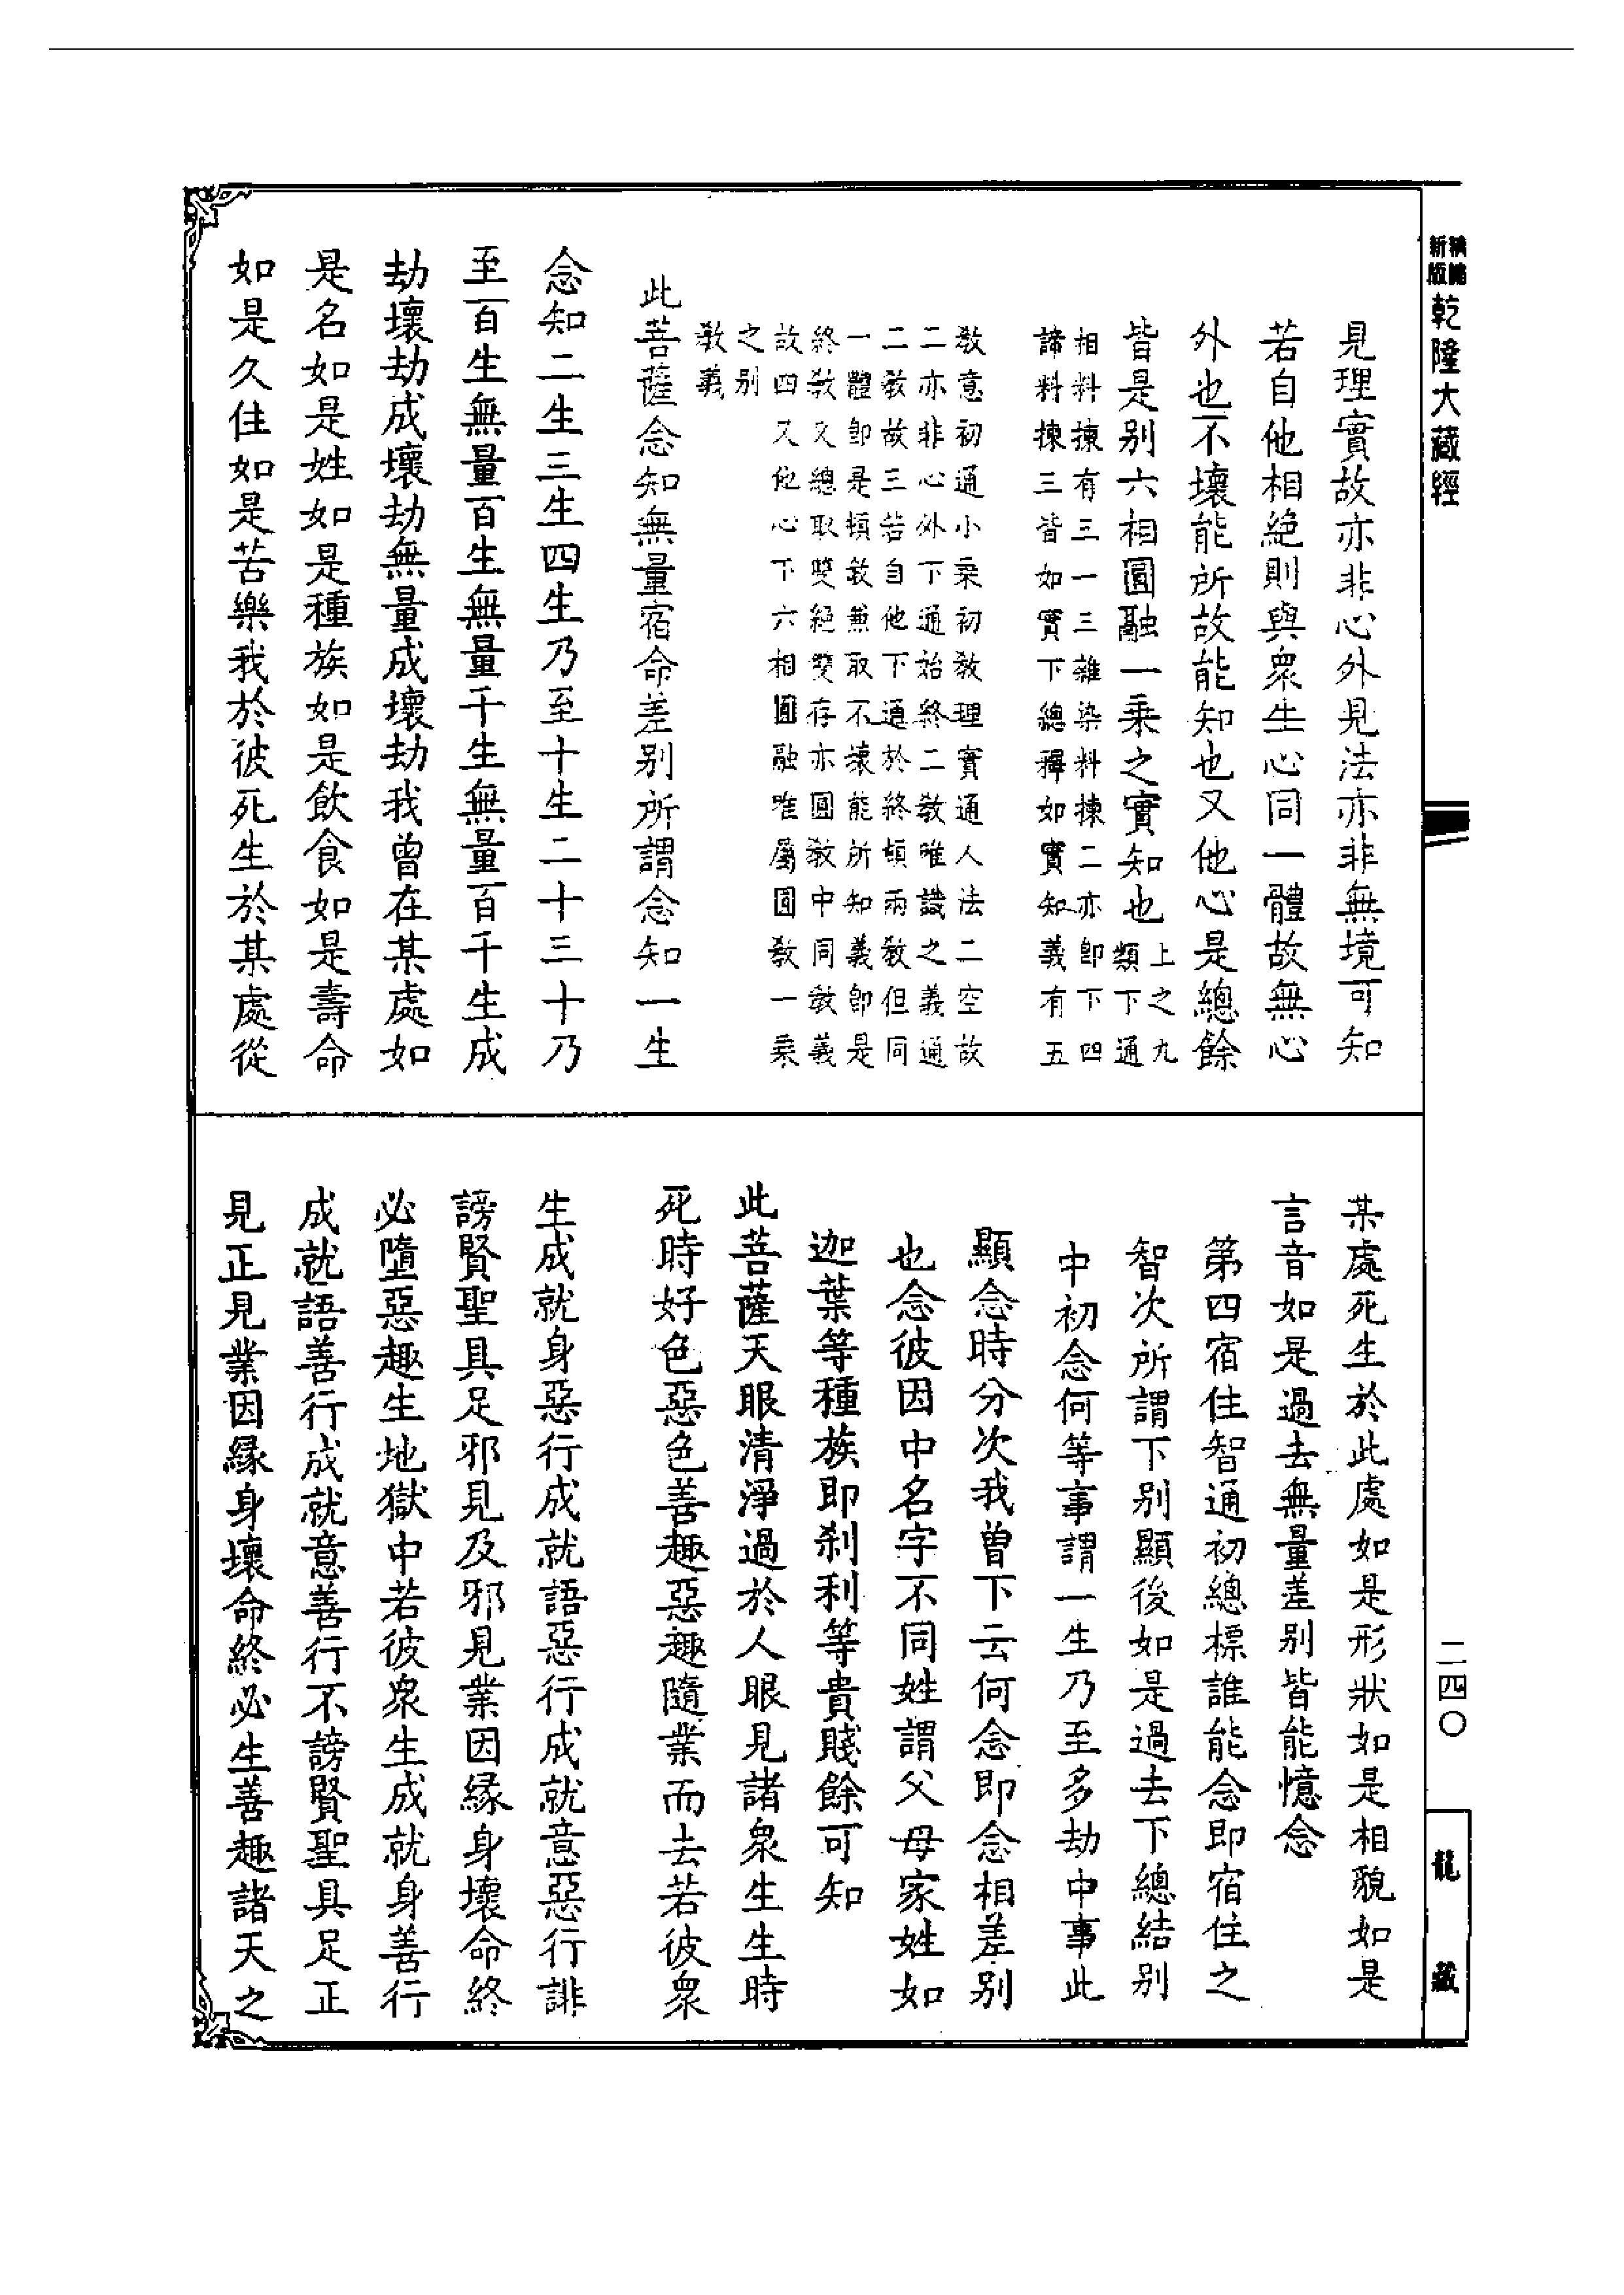 新版
乾隆大藏經
見理實故亦非心外見法亦非無境可知
若自他相絕則與眾生心同一體故無心
外也不壞能所故能知也又他心是總餘
皆是別六相圓融一乘之實知也
上之九
類下通
相料揀有三一三雜染料揀二亦即下四
諦料揀三皆如實下總釋如實知義有五
教意初通小乘初教理實通人法二空故
二亦非心外下通始終二教唯識之義通
二教故三若自他下通於終頓兩教但同
一體即是頓教兼取不壞能所知義即是
終教又總取雙絕雙存亦圓教中同教義
故四又他心下六相圓融唯屬圓教一乘
之別
教義
此菩薩念知無量宿命差別所謂念知一生
念知二生三生四生乃至十生二十三十乃
至百生無量百生無量千生無量百千生成
劫壞劫成壞劫無量成壞劫我曾在某處如
是名如是姓如是種族如是飲食如是壽命
如是久住如是苦樂我於彼死生於某處從
某處死生於此處如是形狀如是相貌如是
言音如是過去無量差別皆能憶念
第四宿住智通初總標誰能念即宿住之
智次所謂下別顯後如是過去下總結別
中初念何等事謂一生乃至多劫中事此
顯念時分次我曾下云何念即念相差別
也念彼因中名字不同姓謂父母家姓如
迦葉等種族即剎利等貴賤餘可知
此菩薩天眼清淨過於人眼見諸眾生生時
死時好色惡色善趣惡趣隨業而去若彼眾
生成就身惡行成就語惡行成就意惡行誹
謗賢聖具足邪見及邪見業因緣身壞命終
必墮惡趣生地獄中若彼眾生成就身善行
成就語善行成就意善行不謗賢聖具足正
見正見業因緣身壞命終必生善趣諸天之
二四〇
龍藏